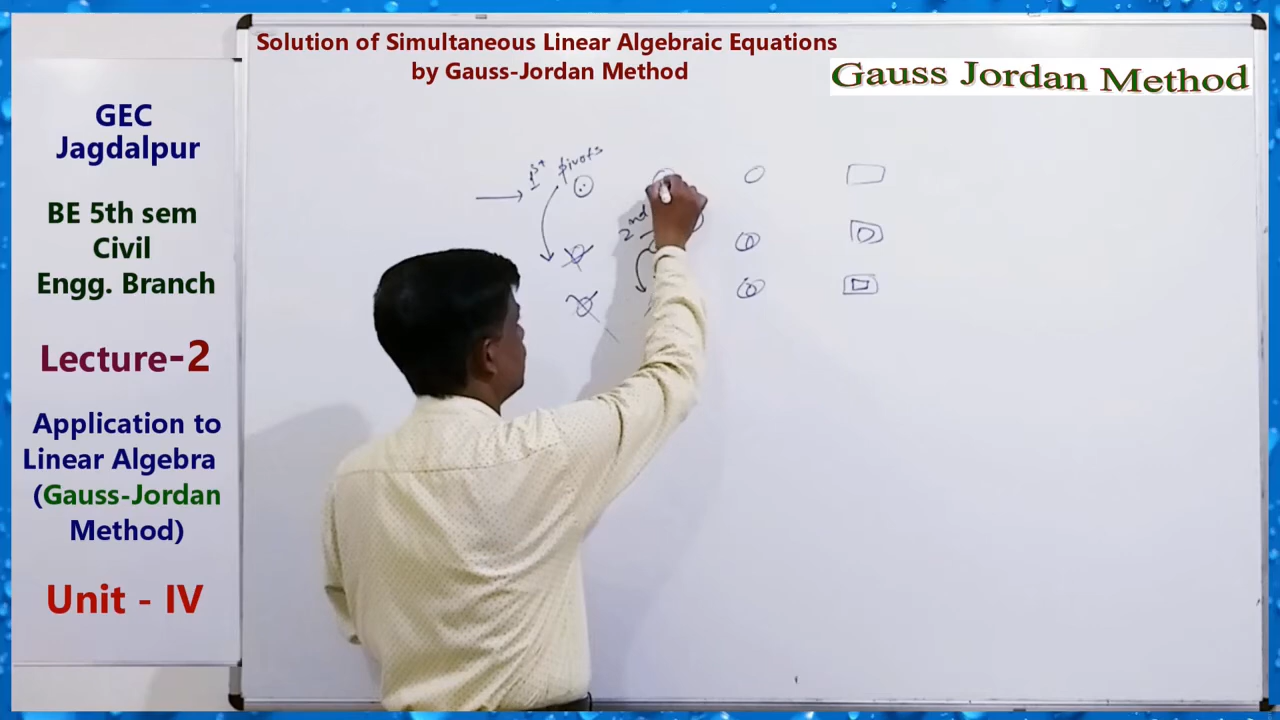 Solution of Simultaneous Linear Algebraic Equations
by Gauss-Jordan Method
Gauss Jordan Method
GEC
Jagdalpur
BE 5th sem
Civil
Engg. Branch
Lecture-2
Application to
Linear Algebra
(Gauss-Jordan
Method)
Unit - IV
1st pivots
2nd